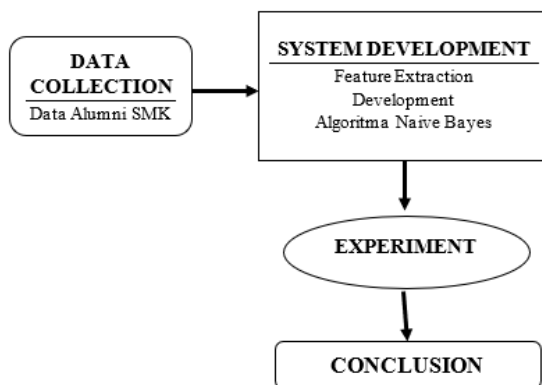 DATA
COLLECTION
Data Alumni SMK
SYSTEM DEVELOPMENT
Feature Extraction
Development
Algoritma Naive Bayes
EXPERIMENT
CONCLUSION